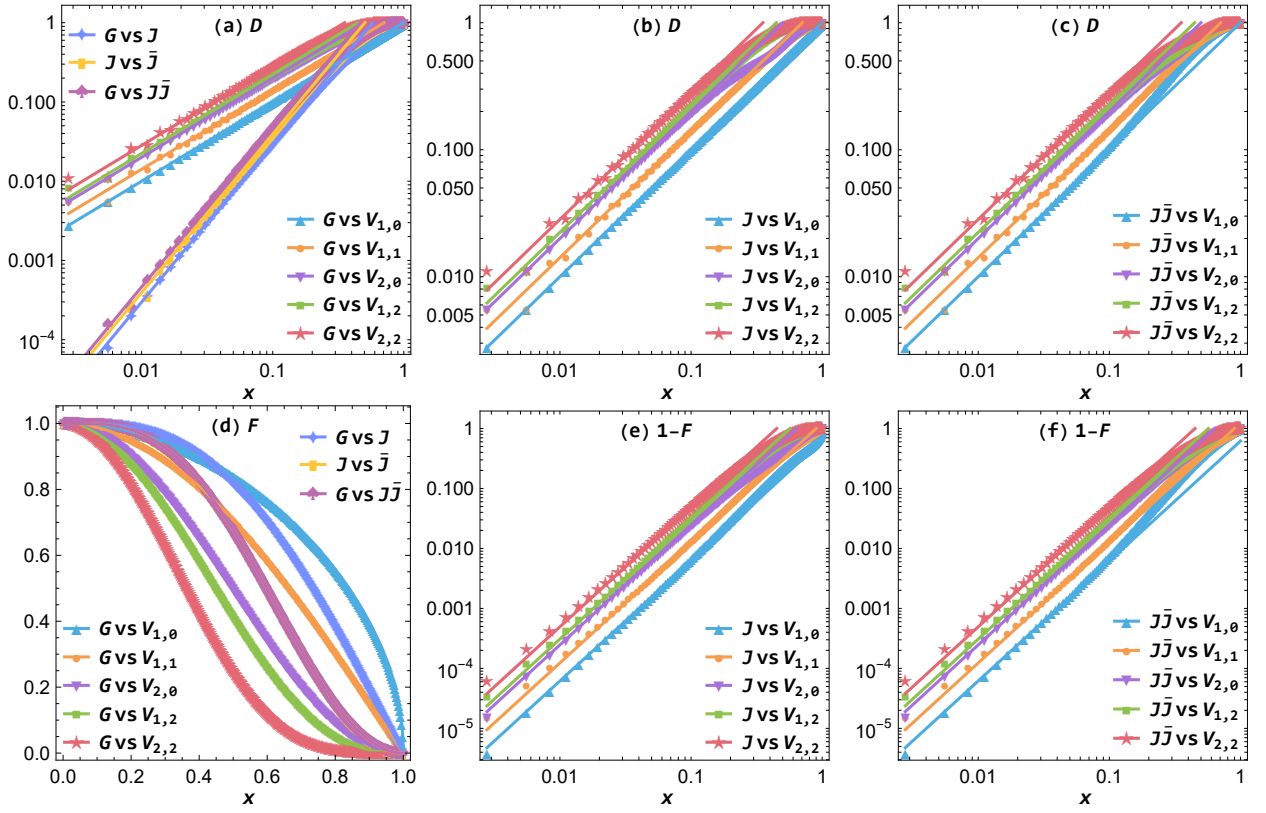 (a) D
G vs J
J vs J̄
G vs JJ̄
1
0.100
0.010
0.001
10⁻⁴
G vs V₁,₀
G vs V₁,₁
G vs V₂,₀
G vs V₁,₂
G vs V₂,₂
0.01 0.1 1
x
(b) D
1
0.500
0.100
0.050
0.010
0.005
J vs V₁,₀
J vs V₁,₁
J vs V₂,₀
J vs V₁,₂
J vs V₂,₂
0.01 0.1 1
x
(c) D
1
0.500
0.100
0.050
0.010
0.005
JJ̄ vs V₁,₀
JJ̄ vs V₁,₁
JJ̄ vs V₂,₀
JJ̄ vs V₁,₂
JJ̄ vs V₂,₂
0.01 0.1 1
x
(d) F
G vs J
J vs J̄
G vs JJ̄
1.0
0.8
0.6
0.4
0.2
0.0
G vs V₁,₀
G vs V₁,₁
G vs V₂,₀
G vs V₁,₂
G vs V₂,₂
0.0 0.2 0.4 0.6 0.8 1.0
x
(e) 1–F
1
0.100
0.010
0.001
10⁻⁴
10⁻⁵
J vs V₁,₀
J vs V₁,₁
J vs V₂,₀
J vs V₁,₂
J vs V₂,₂
0.01 0.1 1
x
(f) 1–F
1
0.100
0.010
0.001
10⁻⁴
10⁻⁵
JJ̄ vs V₁,₀
JJ̄ vs V₁,₁
JJ̄ vs V₂,₀
JJ̄ vs V₁,₂
JJ̄ vs V₂,₂
0.01 0.1 1
x